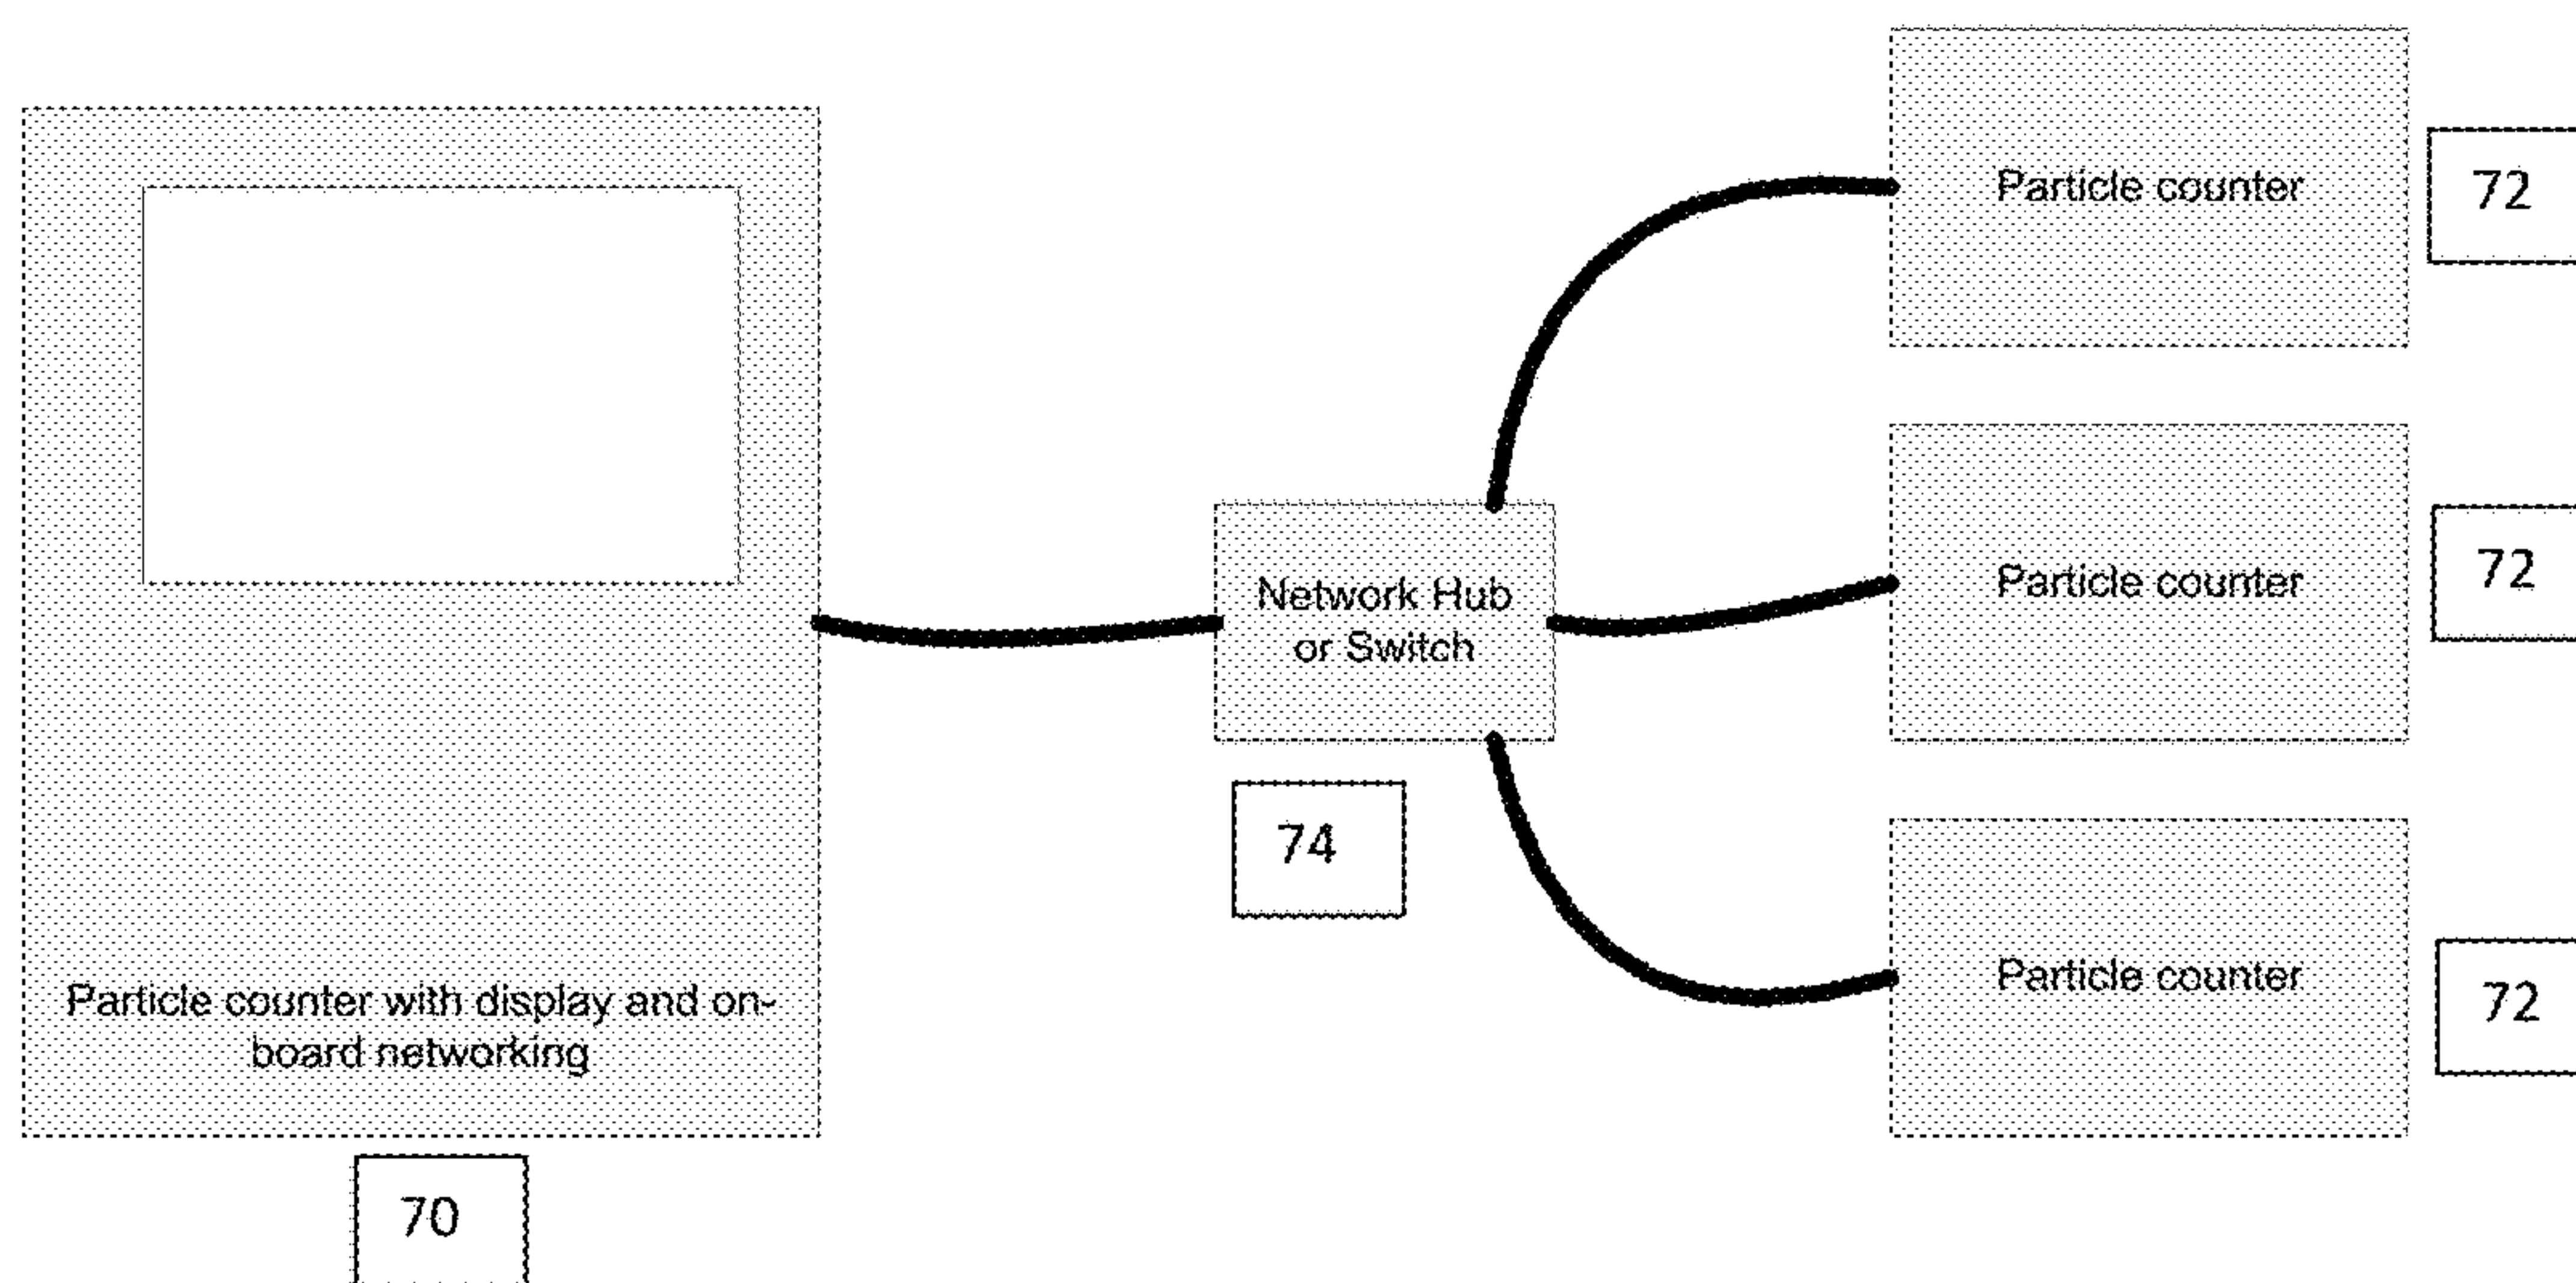 Particle counter
72
Particle counter
72
Network Hub
or Switch
74
Particle counter
72
Particle counter with display and on-
board networking
70